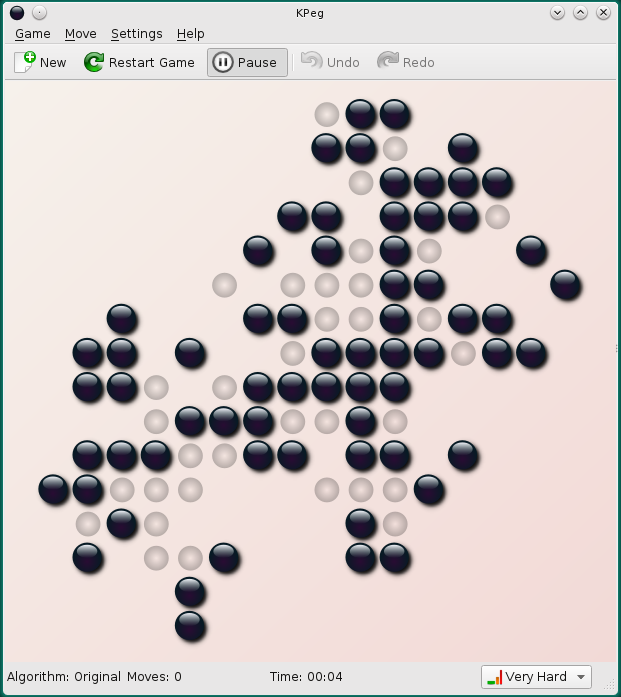 KPeg
Game Move Settings Help
New Restart Game Pause Undo Redo
Algorithm: Original Moves: 0 Time: 00:04 Very Hard